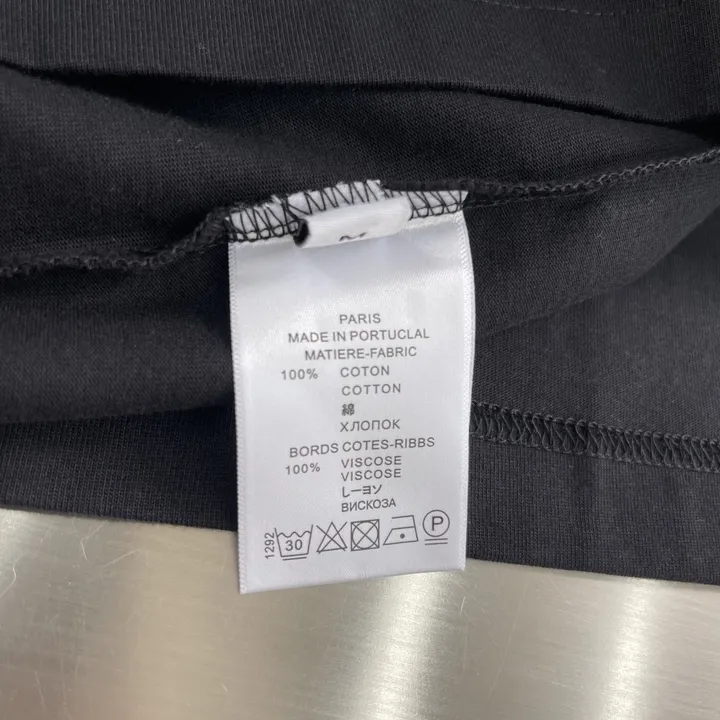 PARIS
MADE IN PORTUCLAL
MATIERE-FABRIC
100% COTON
COTTON
綿
ХЛОПОК
BORDS COTES-RIBBS
100% VISCOSE
VISCOSE
レーヨソ
ВИСКОЗА
1292
30
P